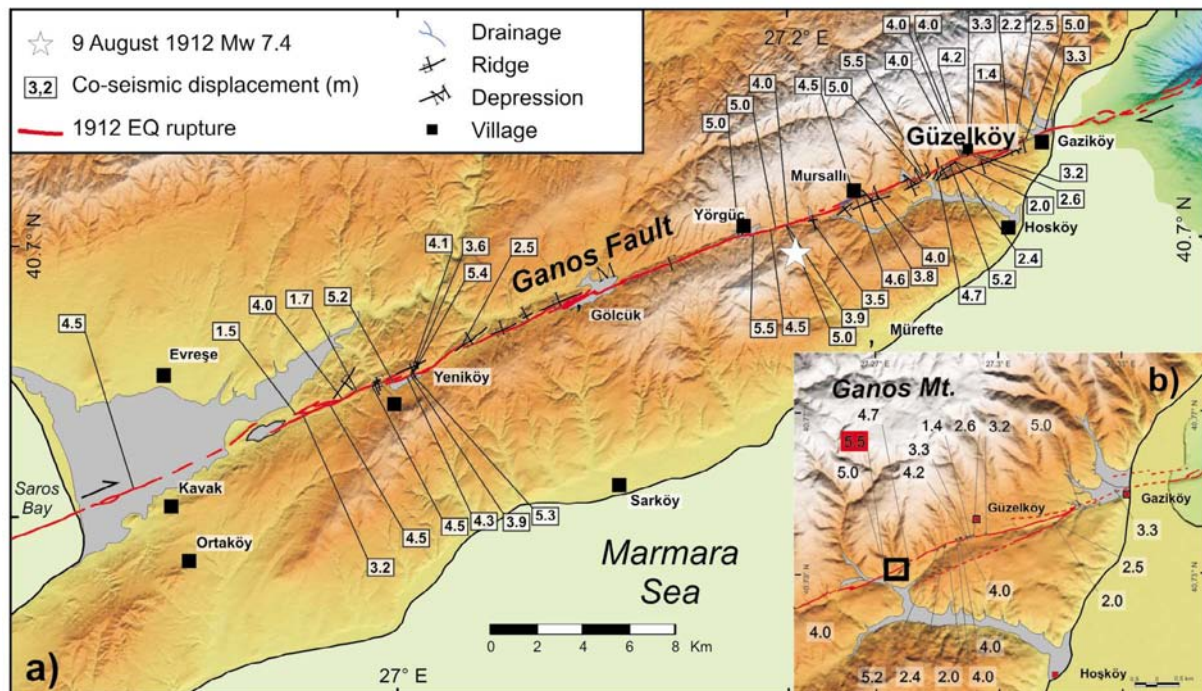 9 August 1912 Mw 7.4
3,2 Co-seismic displacement (m)
1912 EQ rupture
Drainage
Ridge
Depression
Village
27.2° E
4.0 4.0 3.3 2.2 2.5 5.0
5.5 4.0 4.2 1.4 3.3
5.0 5.0 4.0 4.5 5.0
Güzelköy
Gaziköy
Mursallı
3.2
2.6
2.0
Yörgüç
Hosköy
40.7° N
40.7° N
Ganos Fault
4.1 3.6 2.5
5.4
4.0 1.7 5.2
1.5
4.5
4.0
2.4
4.6 3.8
5.2
3.5
4.7
3.9
5.5 4.5
5.0
Gölcük
Mürefte
Evreşe
Yeniköy
Saros
Bay
Kavak
Ortaköy
Sarköy
4.5 4.3 3.9 5.3
4.5
3.2
Marmara
Sea
0 2 4 6 8 Km
27° E
a)
b)
27.3° E
Ganos Mt.
4.7
5.5
1.4 2.6 3.2 5.0
3.3
5.0 4.2
Güzelköy
Gaziköy
3.3
2.5
2.0
4.0
4.0
4.0
5.2 2.4 2.0 4.0
Hoşköy